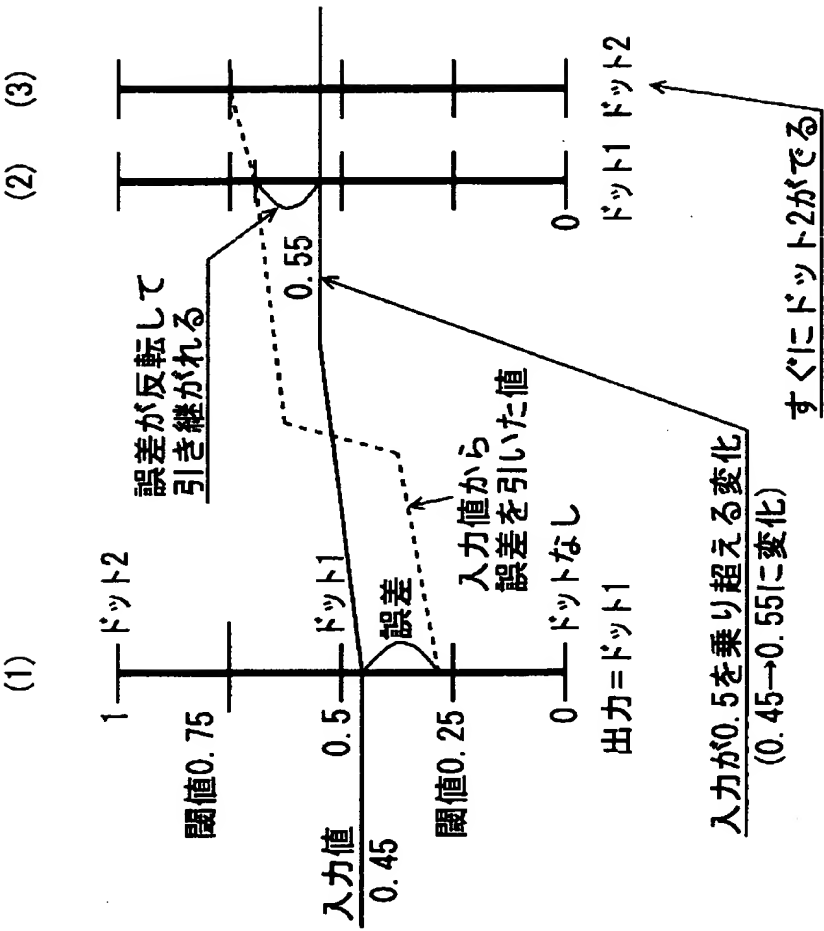 (1)
(2)
(3)
1
ドット2
閾値0.75
0.5
ドット1
入力値
0.45
誤差
閾値0.25
0
ドットなし
出力=ドット1
入力値から
誤差を引いた値
誤差が反転して
引き継がれる
0.55
0
ドット1
ドット2
入力が0.5を乗り超える変化
(0.45→0.55に変化)
すぐにドット2がでる